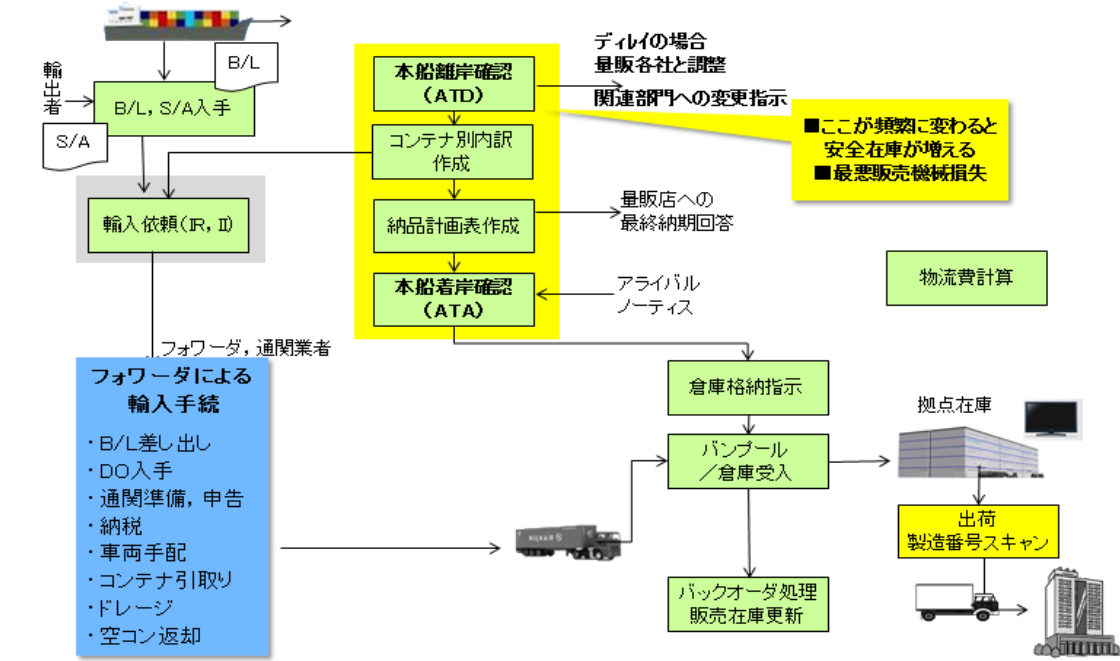 B/L
輸出者
B/L, S/A入手
S/A
輸入依頼(IR, II)
フォワーダ, 通関業者
フォワーダによる
輸入手続
・B/L差し出し
・DO入手
・通関準備, 申告
・納税
・車両手配
・コンテナ引取り
・ドレージ
・空コン返却
本船離岸確認
(ATD)
コンテナ別内訳
作成
納品計画表作成
本船着岸確認
(ATA)
ディレイの場合
量販各社と調整
関連部門への変更指示
■ここが頻繁に変わると
安全在庫が増える
■最悪販売機械損失
量販店への
最終納期回答
アライバル
ノーティス
物流費計算
倉庫格納指示
バンプール
/倉庫受入
バックオーダ処理
販売在庫更新
拠点在庫
出荷
製造番号スキャン